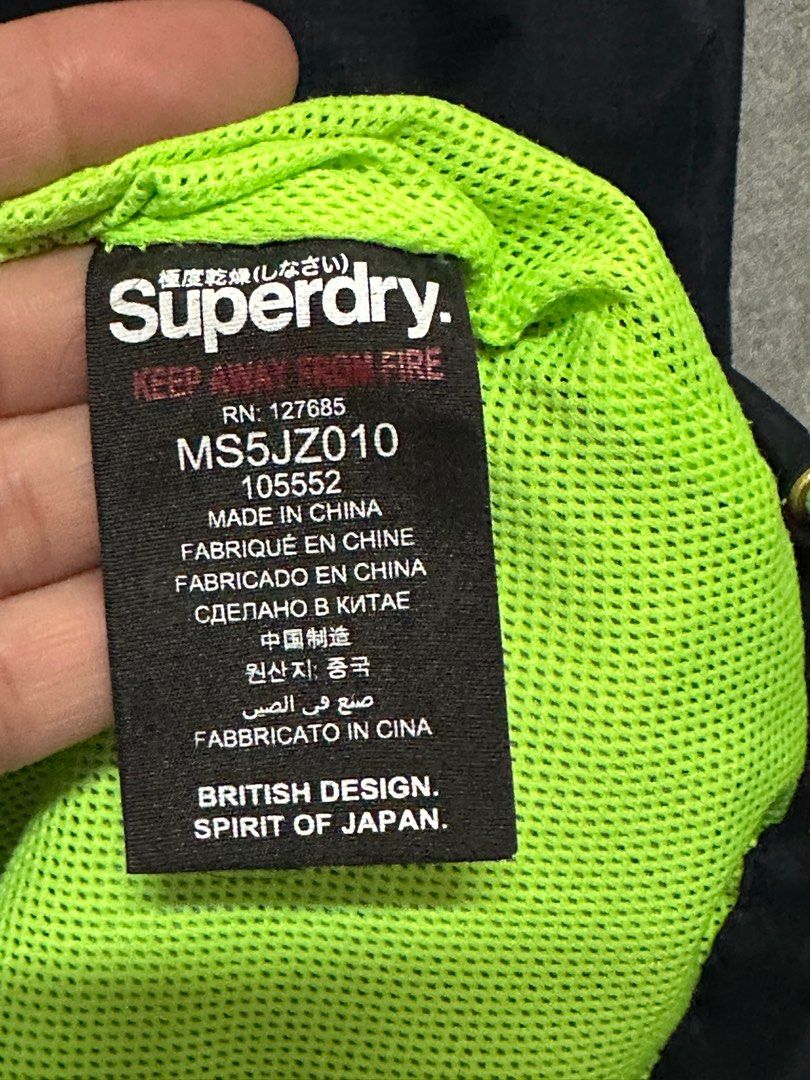 極度乾燥(しなさい)
Superdry.
KEEP AWAY FROM FIRE
RN: 127685
MS5JZ010
105552
MADE IN CHINA
FABRIQUÉ EN CHINE
FABRICADO EN CHINA
СДЕЛАНО В КИТАЕ
中国制造
원산지: 중국
صنع في الصين
FABBRICATO IN CINA
BRITISH DESIGN.
SPIRIT OF JAPAN.